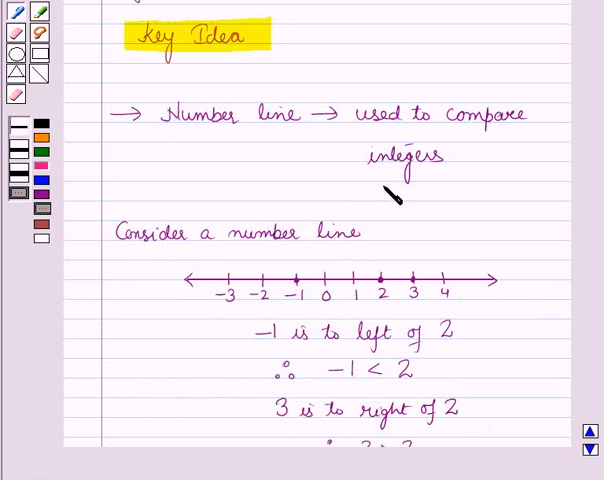 Key Idea
→ Number line → used to compare
integers
Consider a number line
-3 -2 -1 0 1 2 3 4
-1 is to left of 2
∴ -1 < 2
3 is to right of 2